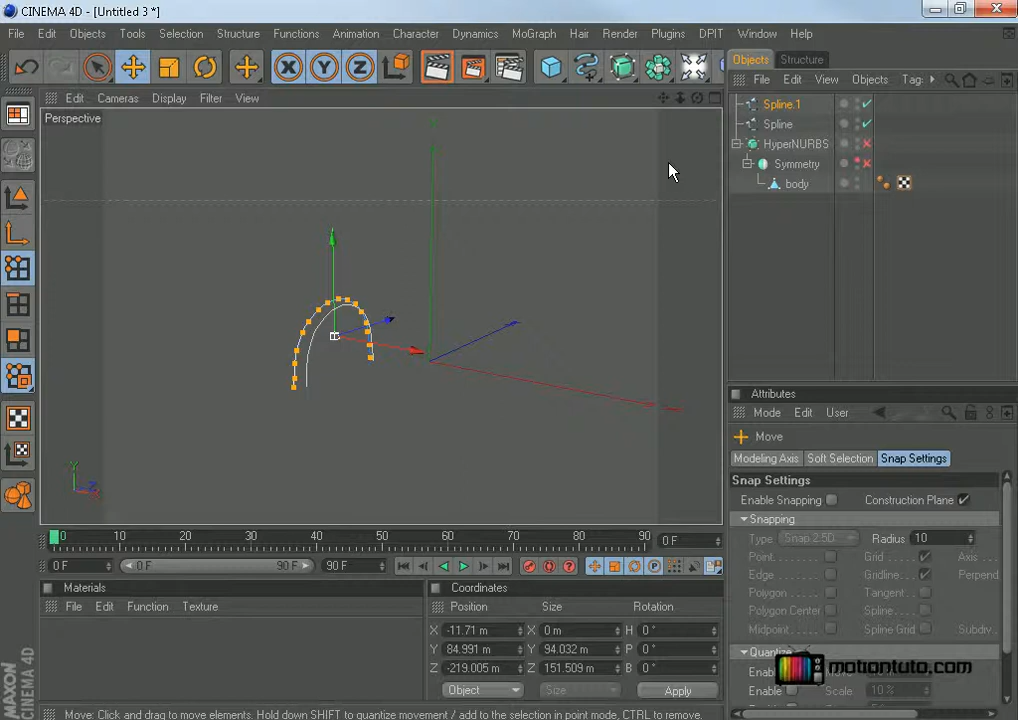 CINEMA 4D - [Untitled 3 *]
File Edit Objects Tools Selection Structure Functions Animation Character Dynamics MoGraph Hair Render Plugins DPIT Window Help
Objects Structure
File Edit View Objects Tag
Edit Cameras Display Filter View
Perspective
Spline.1
Spline
HyperNURBS
Symmetry
body
Y
Z
Attributes
Mode Edit User
Move
Modeling Axis Soft Selection Snap Settings
Snap Settings
Enable Snapping Construction Plane
Snapping
Type Snap 2.5D Radius 10
Point Grid Axis
Edge Gridline Perpend
Polygon Tangent
Polygon Center Spline
Midpoint Spline Grid Subdiv
Quantize
Enable
Enable Scale 10 %
motiontuto.com
0 10 20 30 40 50 60 70 80 90 0 F
0 F 0 F 90 F 90 F
Materials
File Edit Function Texture
Coordinates
Position Size Rotation
X -11.71 m X 0 m H 0 °
Y 84.991 m Y 94.032 m P 0 °
Z -219.005 m Z 151.509 m B 0 °
Object Size Apply
MAXON
CINEMA 4D
Move: Click and drag to move elements. Hold down SHIFT to quantize movement / add to the selection in point mode, CTRL to remove.